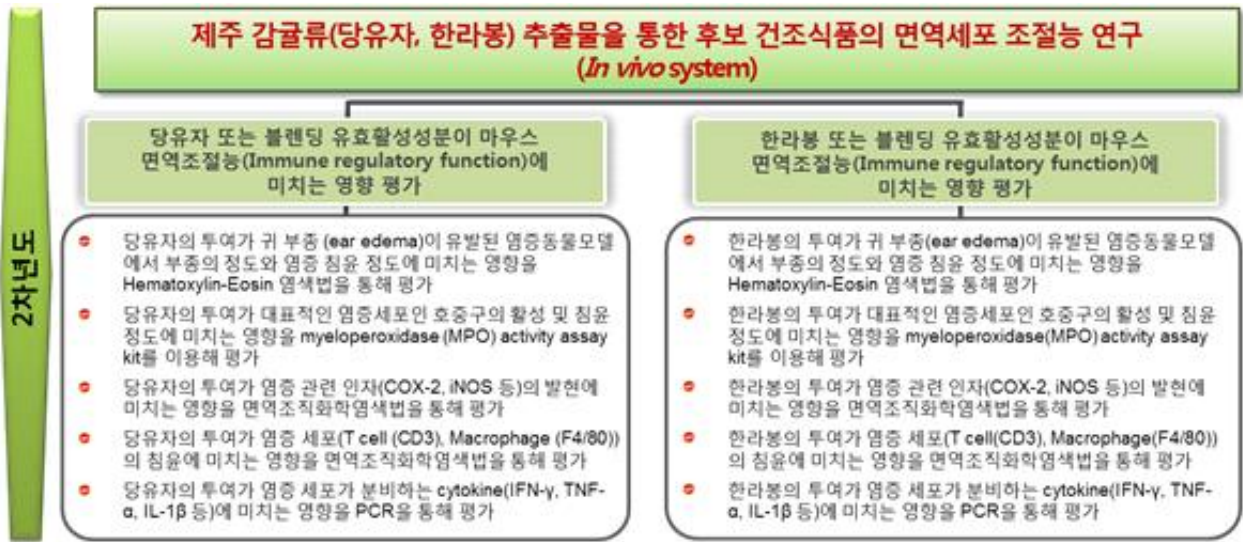 제주 감귤류(당유자, 한라봉) 추출물을 통한 후보 건조식품의 면역세포 조절능 연구
(In vivo system)
2차년도
당유자 또는 블렌딩 유효활성성분이 마우스
면역조절능(Immune regulatory function)에
미치는 영향 평가
당유자의 투여가 귀 부종 (ear edema)이 유발된 염증동물모델
에서 부종의 정도와 염증 침윤 정도에 미치는 영향을
Hematoxylin-Eosin 염색법을 통해 평가
당유자의 투여가 대표적인 염증세포인 호중구의 활성 및 침윤
정도에 미치는 영향을 myeloperoxidase (MPO) activity assay
kit를 이용해 평가
당유자의 투여가 염증 관련 인자(COX-2, iNOS 등)의 발현에
미치는 영향을 면역조직화학염색법을 통해 평가
당유자의 투여가 염증 세포(T cell (CD3), Macrophage (F4/80))
의 침윤에 미치는 영향을 면역조직화학염색법을 통해 평가
당유자의 투여가 염증 세포가 분비하는 cytokine(IFN-γ, TNF-
α, IL-1β 등)에 미치는 영향을 PCR을 통해 평가
한라봉 또는 블렌딩 유효활성성분이 마우스
면역조절능(Immune regulatory function)에
미치는 영향 평가
한라봉의 투여가 귀 부종(ear edema)이 유발된 염증동물모델
에서 부종의 정도와 염증 침윤 정도에 미치는 영향을
Hematoxylin-Eosin 염색법을 통해 평가
한라봉의 투여가 대표적인 염증세포인 호중구의 활성 및 침윤
정도에 미치는 영향을 myeloperoxidase(MPO) activity assay
kit를 이용해 평가
한라봉의 투여가 염증 관련 인자(COX-2, iNOS 등)의 발현에
미치는 영향을 면역조직화학염색법을 통해 평가
한라봉의 투여가 염증 세포(T cell(CD3), Macrophage(F4/80))
의 침윤에 미치는 영향을 면역조직화학염색법을 통해 평가
한라봉의 투여가 염증 세포가 분비하는 cytokine(IFN-γ, TNF-
α, IL-1β 등)에 미치는 영향을 PCR을 통해 평가